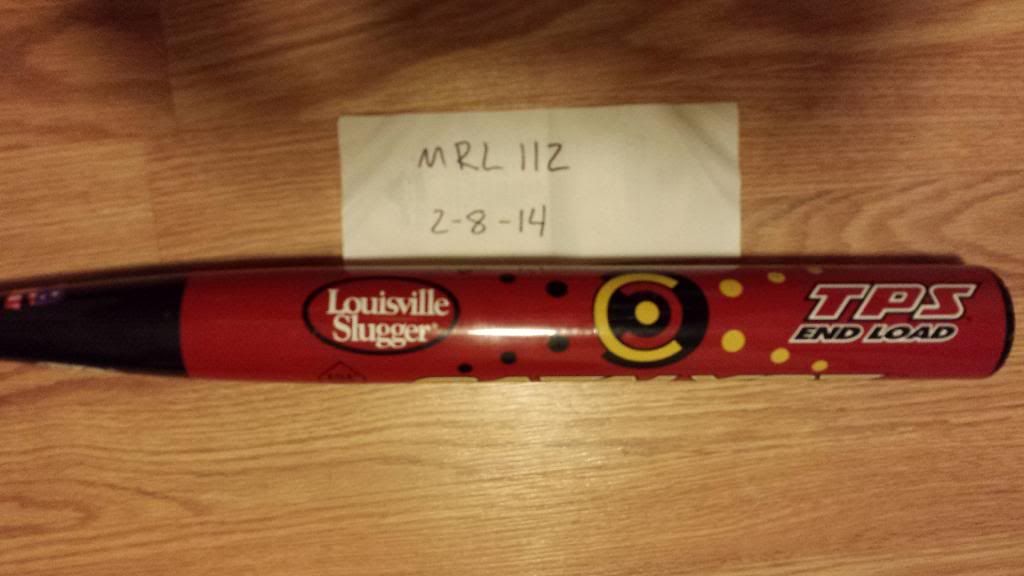 MRL 112
2-8-14
Louisville
Slugger
TPS
END LOAD